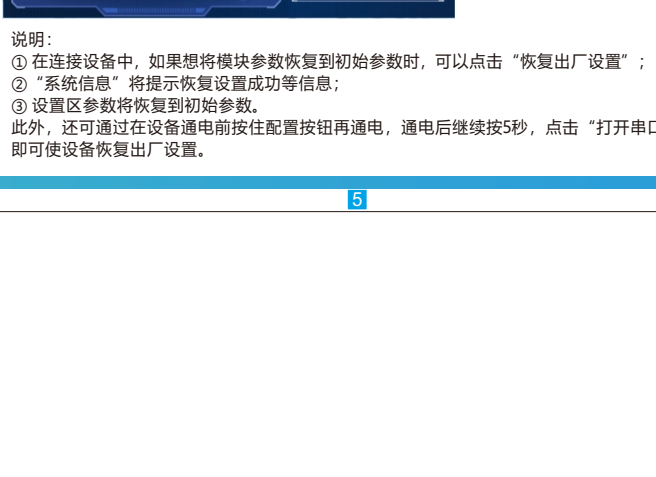 说明：
① 在连接设备中，如果想将模块参数恢复到初始参数时，可以点击“恢复出厂设置”；
②“系统信息”将提示恢复设置成功等信息；
③ 设置区参数将恢复到初始参数。
此外，还可通过在设备通电前按住配置按钮再通电，通电后继续按5秒，点击“打开串口
即可使设备恢复出厂设置。
5